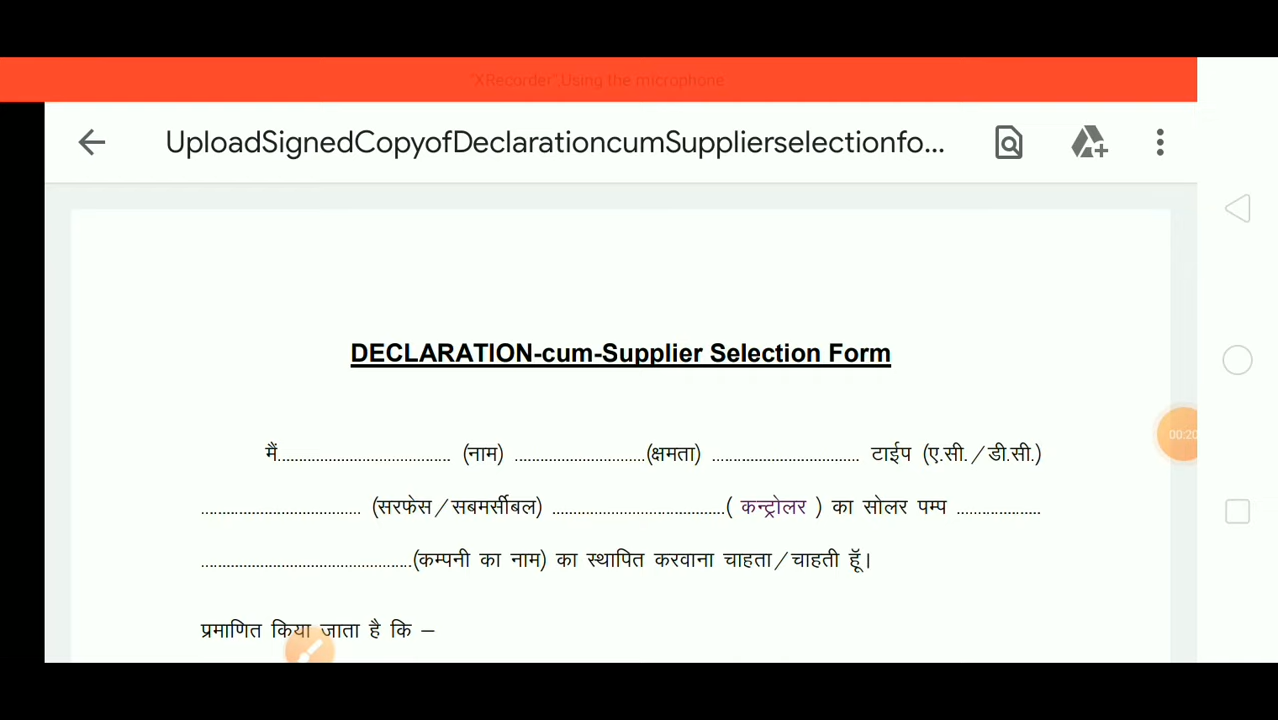 "XRecorder",Using the microphone
UploadSignedCopyofDeclarationcumSupplierselectionfo...
DECLARATION-cum-Supplier Selection Form
मैं......................................... (नाम) ...............................(क्षमता) ................................... टाईप (ए.सी./डी.सी.)
...................................... (सरफेस/सबमर्सीबल) .........................................( कन्ट्रोलर ) का सोलर पम्प ....................
..................................................(कम्पनी का नाम) का स्थापित करवाना चाहता/चाहती हूँ।
प्रमाणित किया जाता है कि –
00:20